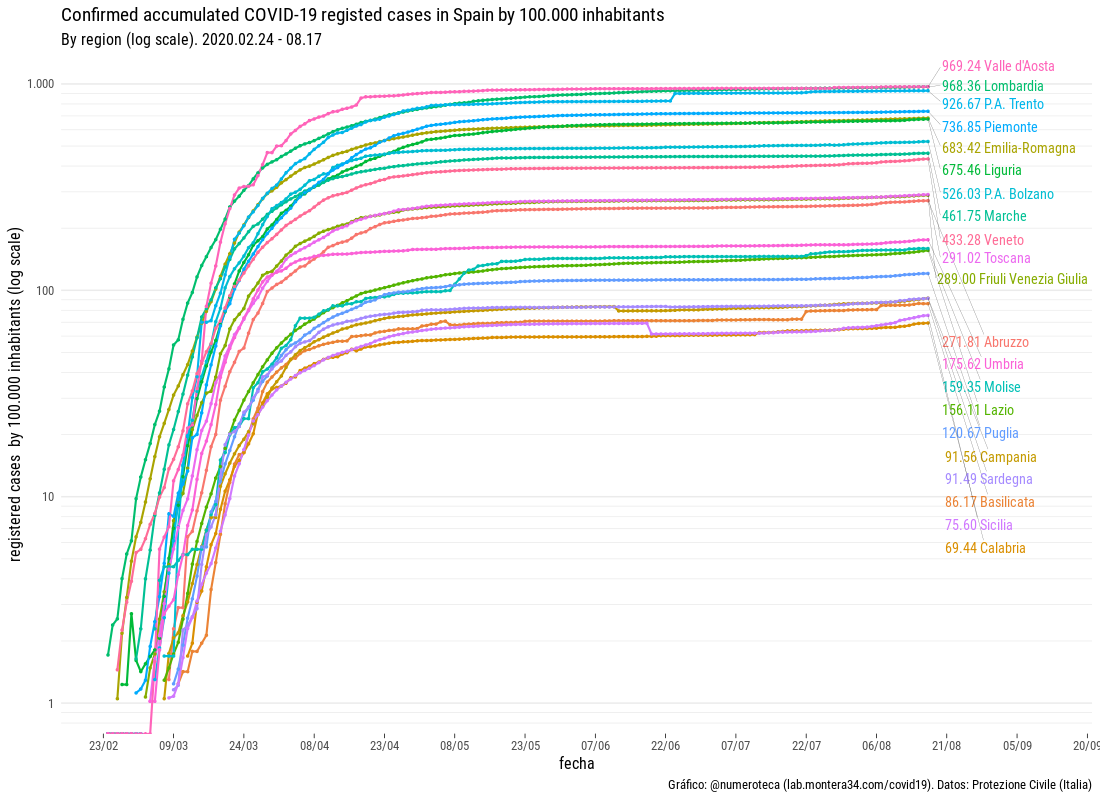 Confirmed accumulated COVID-19 registed cases in Spain by 100.000 inhabitants
By region (log scale). 2020.02.24 - 08.17
registered cases by 100.000 inhabitants (log scale)
1.000
100
10
1
969.24 Valle d'Aosta
968.36 Lombardia
926.67 P.A. Trento
736.85 Piemonte
683.42 Emilia-Romagna
675.46 Liguria
526.03 P.A. Bolzano
461.75 Marche
433.28 Veneto
291.02 Toscana
289.00 Friuli Venezia Giulia
271.81 Abruzzo
175.62 Umbria
159.35 Molise
156.11 Lazio
120.67 Puglia
91.56 Campania
91.49 Sardegna
86.17 Basilicata
75.60 Sicilia
69.44 Calabria
23/02 09/03 24/03 08/04 23/04 08/05 23/05 07/06 22/06 07/07 22/07 06/08 21/08 05/09 20/09
fecha
Gráfico: @numeroteca (lab.montera34.com/covid19). Datos: Protezione Civile (Italia)